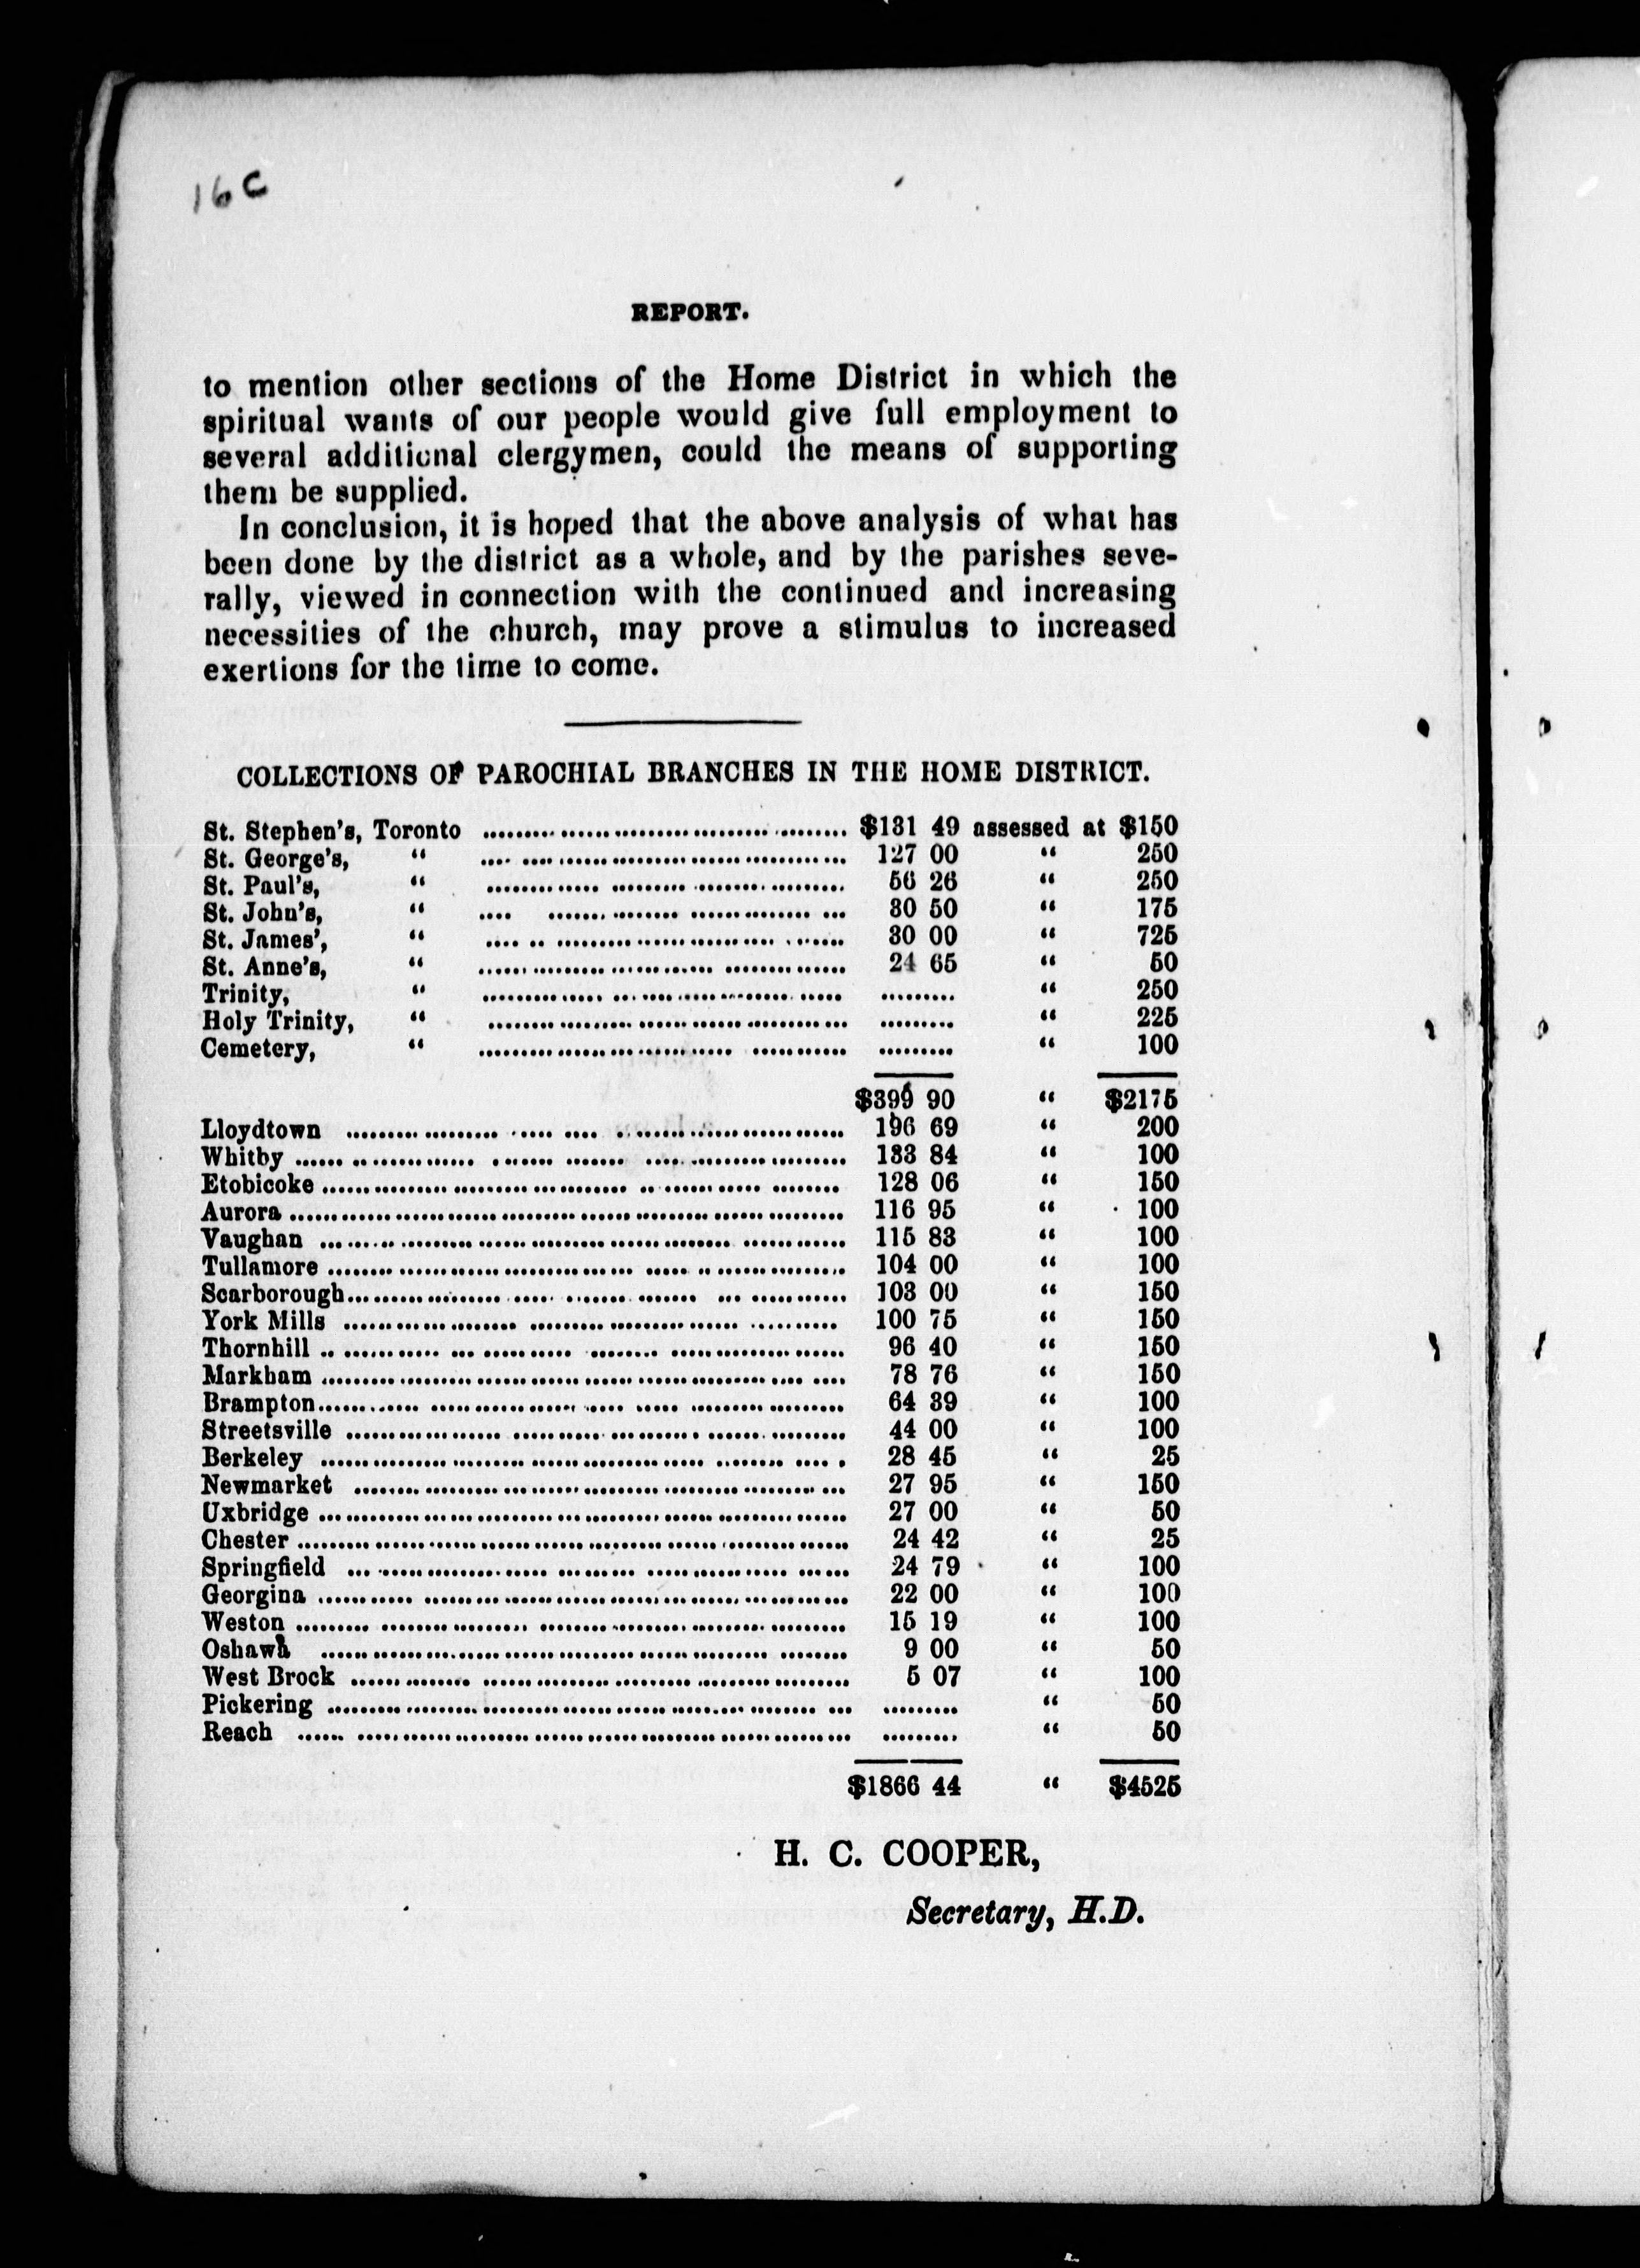 16 c
REPORT.
to mention other sections of the Home District in which the
spiritual wants of our people would give full employment to
several additional clergymen, could the means of supporting
them be supplied.
In conclusion, it is hoped that the above analysis of what has
been done by the district as a whole, and by the parishes seve-
rally, viewed in connection with the continued and increasing
necessities of the church, may prove a stimulus to increased
exertions for the time to come.
COLLECTIONS OF PAROCHIAL BRANCHES IN THE HOME DISTRICT.
St. Stephen's, Toronto ........ $131 49 assessed at $150
St. George's, " ........ 127 00 " 250
St. Paul's, " ........ 56 26 " 250
St. John's, " ........ 30 50 " 175
St. James', " ........ 30 00 " 725
St. Anne's, " ........ 24 65 " 50
Trinity, " ........ ......... " 250
Holy Trinity, " ........ ......... " 225
Cemetery, " ........ ......... " 100
$399 90 " $2175
Lloydtown ........ 196 69 " 200
Whitby ........ 133 84 " 100
Etobicoke ........ 128 06 " 150
Aurora ........ 116 95 " 100
Vaughan ........ 115 83 " 100
Tullamore ........ 104 00 " 100
Scarborough ........ 103 00 " 150
York Mills ........ 100 75 " 150
Thornhill ........ 96 40 " 150
Markham ........ 78 76 " 150
Brampton ........ 64 39 " 100
Streetsville ........ 44 00 " 100
Berkeley ........ 28 45 " 25
Newmarket ........ 27 95 " 150
Uxbridge ........ 27 00 " 50
Chester ........ 24 42 " 25
Springfield ........ 24 79 " 100
Georgina ........ 22 00 " 100
Weston ........ 15 19 " 100
Oshawa ........ 9 00 " 50
West Brock ........ 5 07 " 100
Pickering ........ ......... " 50
Reach ........ ......... " 50
$1866 44 " $4525
H. C. COOPER,
Secretary, H.D.